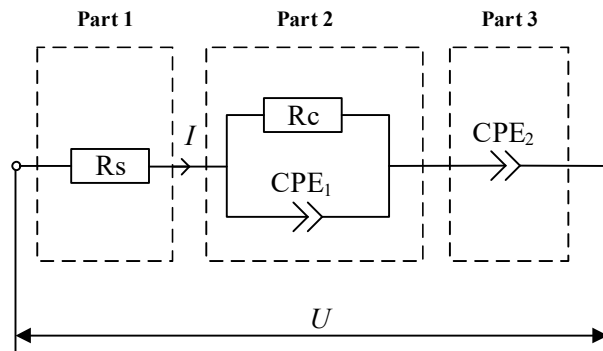 Part 1 Part 2 Part 3
Rc
I
Rs
CPE₁
CPE₂
U